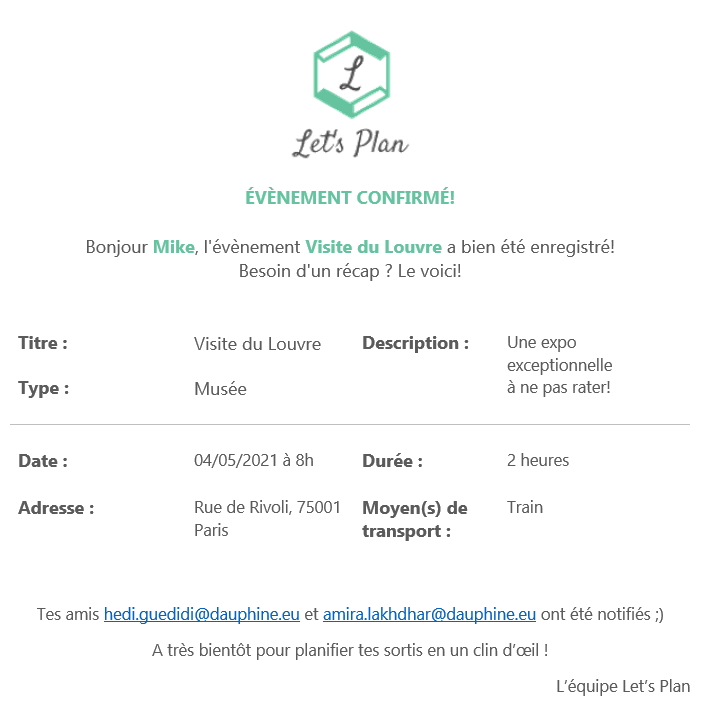 L
Let's Plan
ÉVÈNEMENT CONFIRMÉ!
Bonjour Mike, l'évènement Visite du Louvre a bien été enregistré!
Besoin d'un récap ? Le voici!
Titre : Visite du Louvre Description : Une expo
exceptionnelle
à ne pas rater!
Type : Musée
Date : 04/05/2021 à 8h Durée : 2 heures
Adresse : Rue de Rivoli, 75001 Moyen(s) de Train
Paris transport :
Tes amis hedi.guedidi@dauphine.eu et amira.lakhdhar@dauphine.eu ont été notifiés ;)
A très bientôt pour planifier tes sortis en un clin d’œil !
L’équipe Let’s Plan